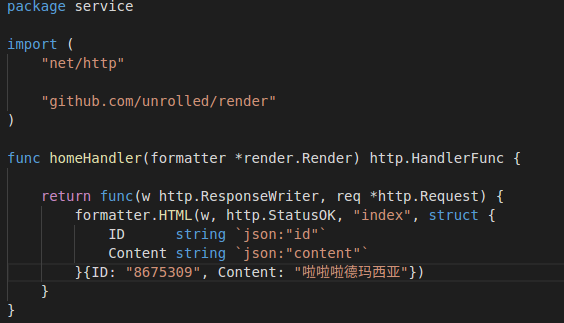 package service
import (
"net/http"
"github.com/unrolled/render"
)
func homeHandler(formatter *render.Render) http.HandlerFunc {
return func(w http.ResponseWriter, req *http.Request) {
formatter.HTML(w, http.StatusOK, "index", struct {
ID      string `json:"id"`
Content string `json:"content"`
}{ID: "8675309", Content: "啦啦啦德玛西亚"})
}
}